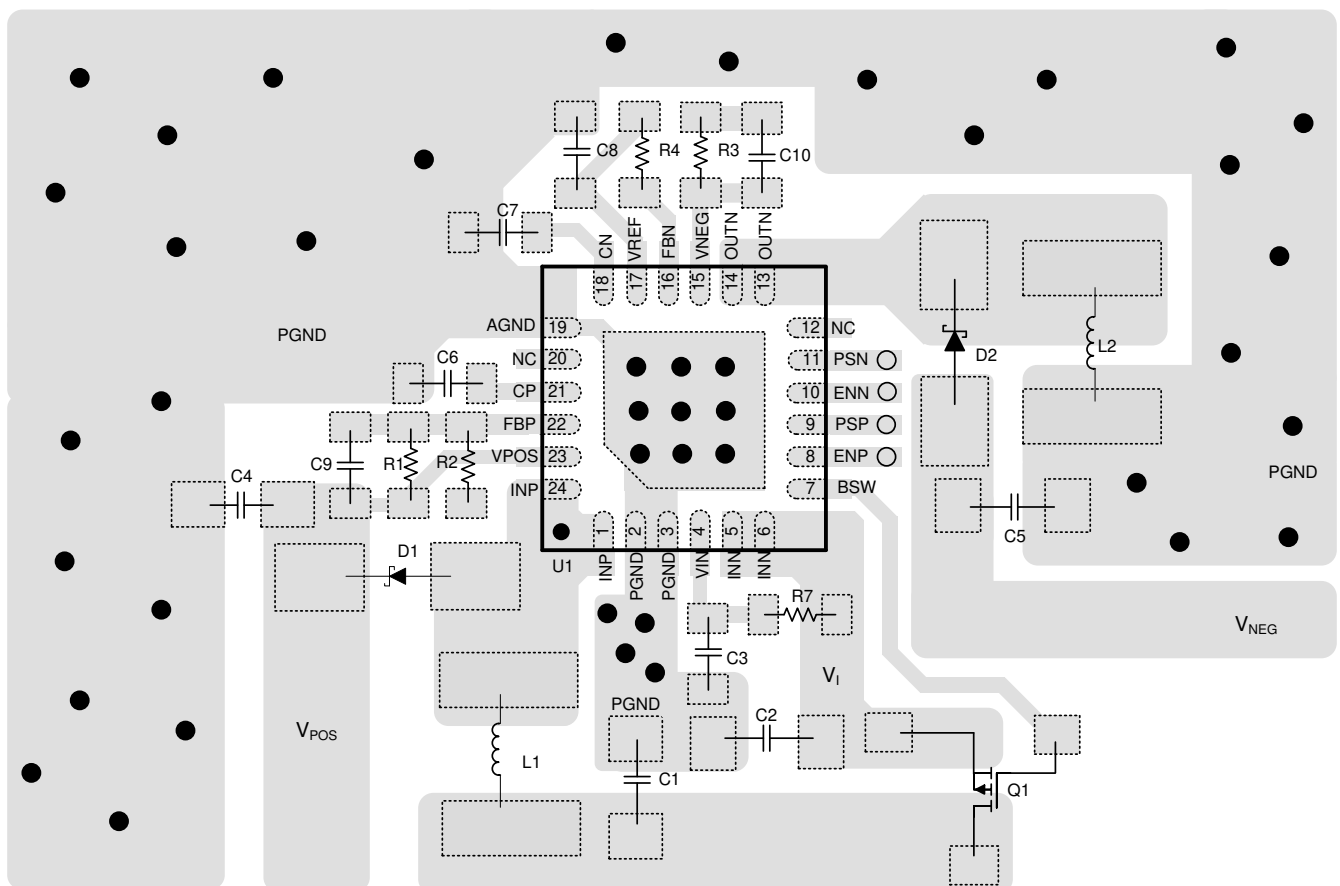 C8
R4
R3
C10
C7
CN
VREF
FBN
VNEG
OUTN
OUTN
18
17
16
15
14
13
PGND
AGND
19
12
NC
D2
L2
NC
20
11
PSN
C6
CP
21
10
ENN
FBP
22
9
PSP
C9
R1
R2
VPOS
23
8
ENP
PGND
C4
INP
24
7
BSW
C5
1
2
3
4
5
6
D1
U1
INP
PGND
PGND
VIN
INN
INN
R7
VNEG
C3
VI
PGND
C2
VPOS
L1
C1
Q1